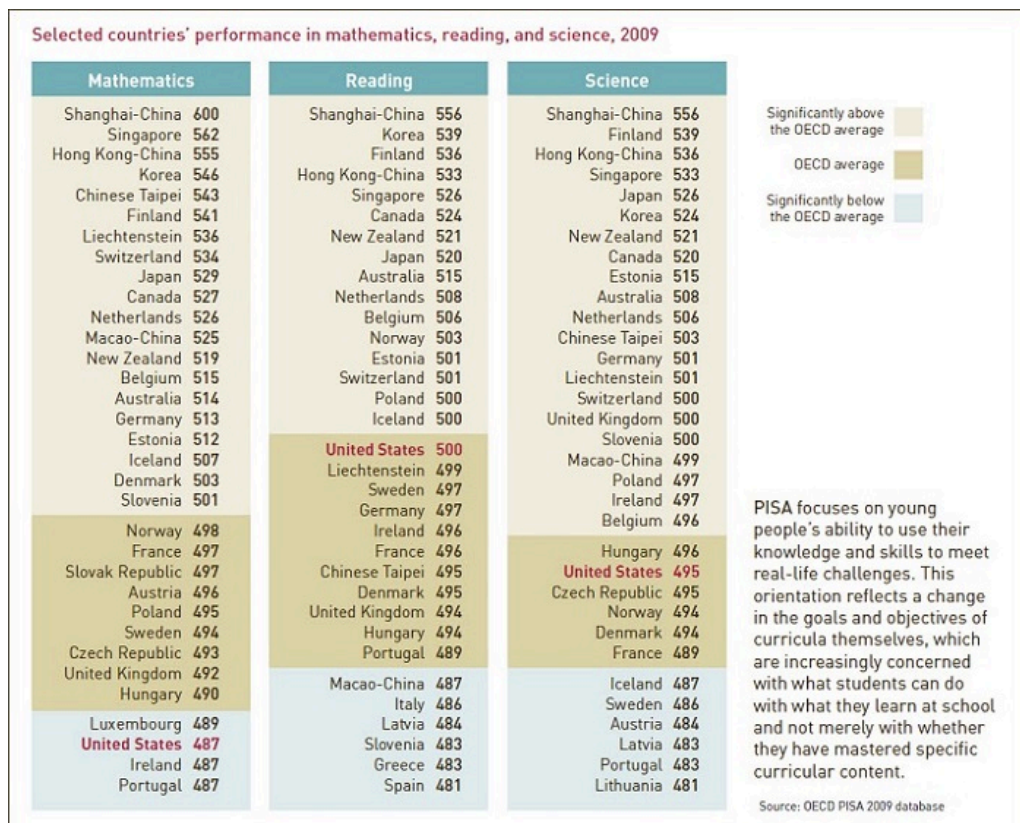 Selected countries' performance in mathematics, reading, and science, 2009
Mathematics
Shanghai-China 600
Singapore 562
Hong Kong-China 555
Korea 546
Chinese Taipei 543
Finland 541
Liechtenstein 536
Switzerland 534
Japan 529
Canada 527
Netherlands 526
Macao-China 525
New Zealand 519
Belgium 515
Australia 514
Germany 513
Estonia 512
Iceland 507
Denmark 503
Slovenia 501
Norway 498
France 497
Slovak Republic 497
Austria 496
Poland 495
Sweden 494
Czech Republic 493
United Kingdom 492
Hungary 490
Luxembourg 489
United States 487
Ireland 487
Portugal 487
Reading
Shanghai-China 556
Korea 539
Finland 536
Hong Kong-China 533
Singapore 526
Canada 524
New Zealand 521
Japan 520
Australia 515
Netherlands 508
Belgium 506
Norway 503
Estonia 501
Switzerland 501
Poland 500
Iceland 500
United States 500
Liechtenstein 499
Sweden 497
Germany 497
Ireland 496
France 496
Chinese Taipei 495
Denmark 495
United Kingdom 494
Hungary 494
Portugal 489
Macao-China 487
Italy 486
Latvia 484
Slovenia 483
Greece 483
Spain 481
Science
Shanghai-China 556
Finland 539
Hong Kong-China 536
Singapore 533
Japan 526
Korea 524
New Zealand 521
Canada 520
Estonia 515
Australia 508
Netherlands 506
Chinese Taipei 503
Germany 501
Liechtenstein 501
Switzerland 500
United Kingdom 500
Slovenia 500
Macao-China 499
Poland 497
Ireland 497
Belgium 496
Hungary 496
United States 495
Czech Republic 495
Norway 494
Denmark 494
France 489
Iceland 487
Sweden 486
Austria 484
Latvia 483
Portugal 483
Lithuania 481
Significantly above
the OECD average
OECD average
Significantly below
the OECD average
PISA focuses on young
people's ability to use their
knowledge and skills to meet
real-life challenges. This
orientation reflects a change
in the goals and objectives of
curricula themselves, which
are increasingly concerned
with what students can do
with what they learn at school
and not merely with whether
they have mastered specific
curricular content.
Source: OECD PISA 2009 database